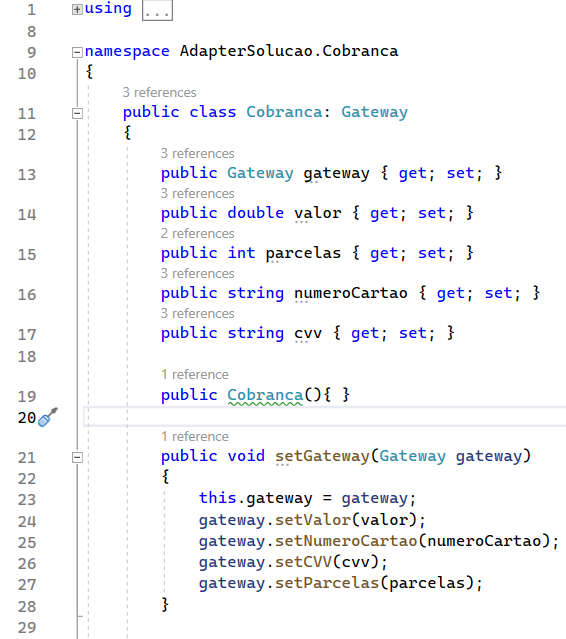 1 using ...
8
9 namespace AdapterSolucao.Cobranca
10 {
3 references
11 public class Cobranca: Gateway
12 {
3 references
13 public Gateway gateway { get; set; }
3 references
14 public double valor { get; set; }
2 references
15 public int parcelas { get; set; }
3 references
16 public string numeroCartao { get; set; }
3 references
17 public string cvv { get; set; }
18
1 reference
19 public Cobranca(){ }
20
1 reference
21 public void setGateway(Gateway gateway)
22 {
23 this.gateway = gateway;
24 gateway.setValor(valor);
25 gateway.setNumeroCartao(numeroCartao);
26 gateway.setCVV(cvv);
27 gateway.setParcelas(parcelas);
28 }
29